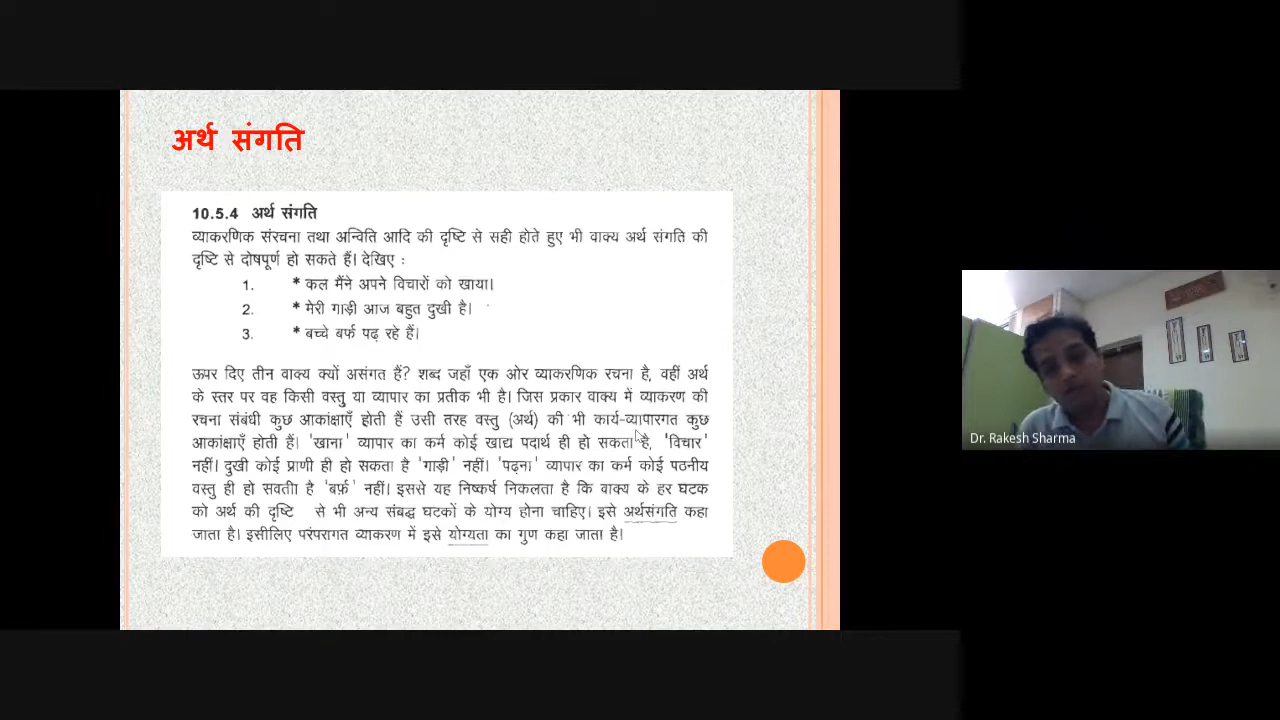 अर्थ संगति
10.5.4 अर्थ संगति
व्याकरणिक संरचना तथा अन्विति आदि की दृष्टि से सही होते हुए भी वाक्य अर्थ संगति की
दृष्टि से दोषपूर्ण हो सकते हैं। देखिए :
1. * कल मैंने अपने विचारों को खाया।
2. * मेरी गाड़ी आज बहुत दुखी है।
3. * बच्चे बर्फ पढ़ रहे हैं।
ऊपर दिए तीन वाक्य क्यों असंगत हैं? शब्द जहाँ एक ओर व्याकरणिक रचना है, वहीं अर्थ
के स्तर पर वह किसी वस्तु या व्यापार का प्रतीक भी है। जिस प्रकार वाक्य में व्याकरण की
रचना संबंधी कुछ आकांक्षाएँ होती हैं उसी तरह वस्तु (अर्थ) की भी कार्य-व्यापारगत कुछ
आकांक्षाएँ होती हैं। 'खाना' व्यापार का कर्म कोई खाद्य पदार्थ ही हो सकता है, 'विचार'
नहीं। दुखी कोई प्राणी ही हो सकता है 'गाड़ी' नहीं। 'पढ़ना' व्यापार का कर्म कोई पठनीय
वस्तु ही हो सवती है 'बर्फ़' नहीं। इससे यह निष्कर्ष निकलता है कि वाक्य के हर घटक
को अर्थ की दृष्टि से भी अन्य संबद्ध घटकों के योग्य होना चाहिए। इसे अर्थसंगति कहा
जाता है। इसीलिए परंपरागत व्याकरण में इसे योग्यता का गुण कहा जाता है।
Dr. Rakesh Sharma